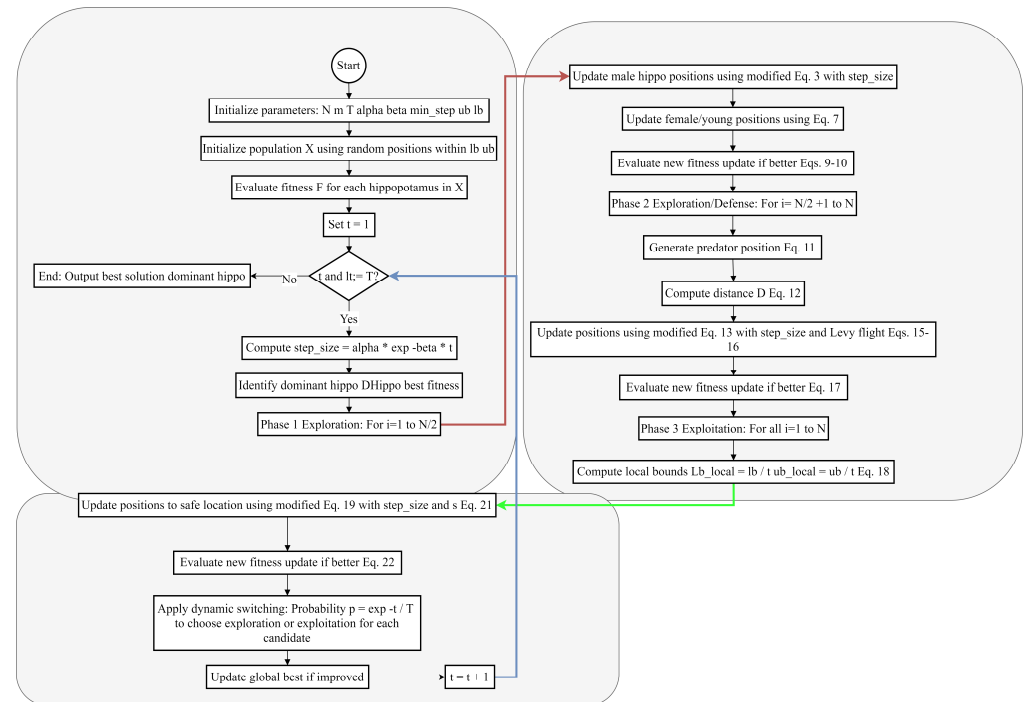 Start
Initialize parameters: N m T alpha beta min_step ub lb
Initialize population X using random positions within lb ub
Evaluate fitness F for each hippopotamus in X
Set t = 1
t and lt;= T?
No
End: Output best solution dominant hippo
Yes
Compute step_size = alpha * exp -beta * t
Identify dominant hippo DHippo best fitness
Phase 1 Exploration: For i=1 to N/2
Update male hippo positions using modified Eq. 3 with step_size
Update female/young positions using Eq. 7
Evaluate new fitness update if better Eqs. 9-10
Phase 2 Exploration/Defense: For i= N/2 +1 to N
Generate predator position Eq. 11
Compute distance D Eq. 12
Update positions using modified Eq. 13 with step_size and Levy flight Eqs. 15-
16
Evaluate new fitness update if better Eq. 17
Phase 3 Exploitation: For all i=1 to N
Compute local bounds Lb_local = lb / t ub_local = ub / t Eq. 18
Update positions to safe location using modified Eq. 19 with step_size and s Eq. 21
Evaluate new fitness update if better Eq. 22
Apply dynamic switching: Probability p = exp -t / T
to choose exploration or exploitation for each
candidate
Update global best if improved
t = t + 1